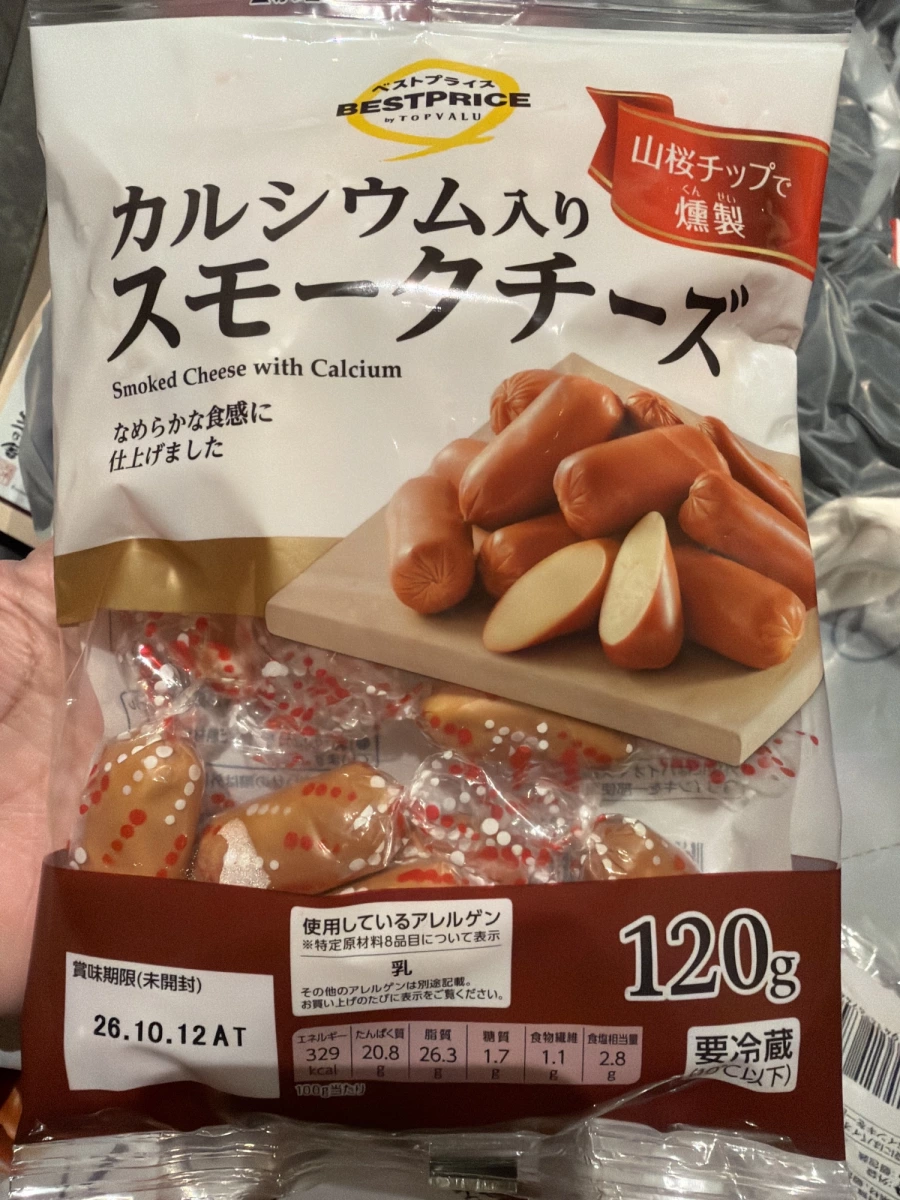 ベストプライス
BESTPRICE
by TOPVALU
山桜チップで
くんせい
燻製
カルシウム入り
スモークチーズ
Smoked Cheese with Calcium
なめらかな食感に
仕上げました
使用しているアレルゲン
※特定原材料8品目について表示
乳
その他のアレルゲンは別途記載。
お買い上げのたびに表示をご覧ください。
120g
賞味期限(未開封)
26.10.12AT
エネルギー たんぱく質 脂質 糖質 食物繊維 食塩相当量
329 20.8 26.3 1.7 1.1 2.8
kcal g g g g g
100g当たり
要冷蔵
(10℃以下)